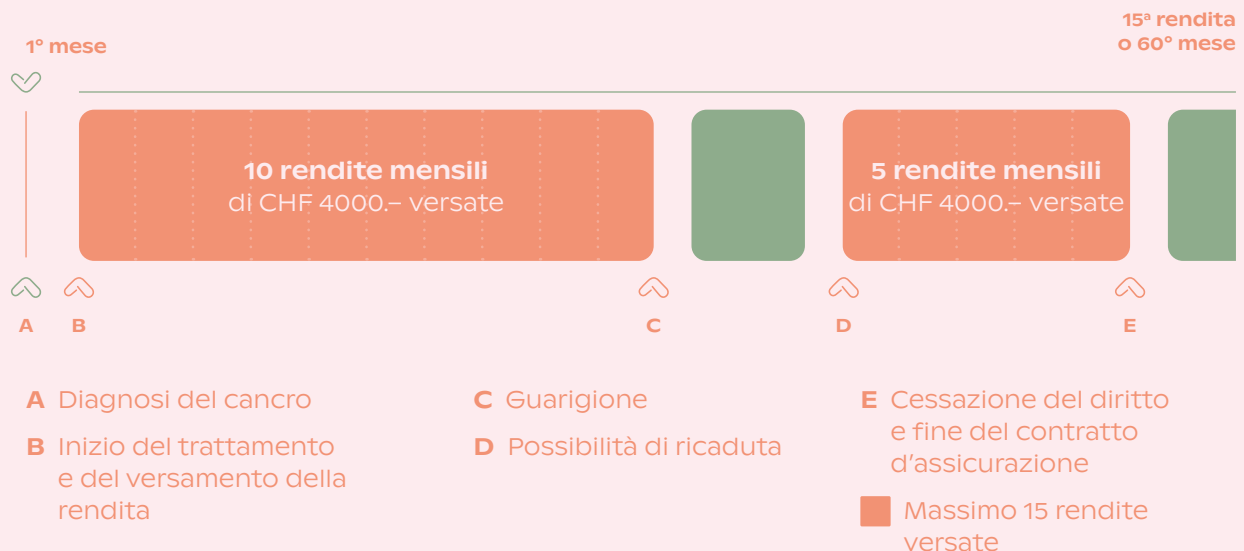 1° mese
15ª rendita
o 60° mese
10 rendite mensili
di CHF 4000.– versate
5 rendite mensili
di CHF 4000.– versate
A
B
C
D
E
A Diagnosi del cancro
B Inizio del trattamento
e del versamento della
rendita
C Guarigione
D Possibilità di ricaduta
E Cessazione del diritto
e fine del contratto
d'assicurazione
Massimo 15 rendite
versate